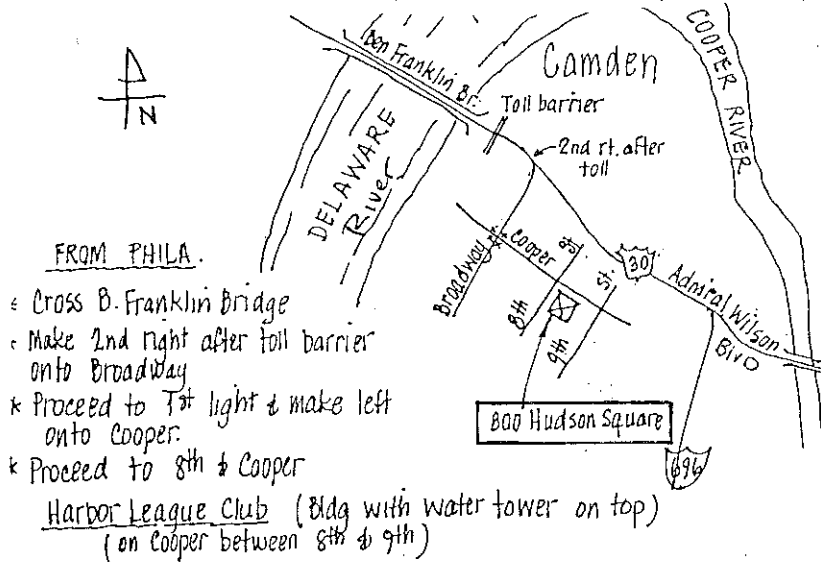 Ben Franklin Br.
Camden
COOPER RIVER
Toll barrier
2nd rt. after
toll
N
DELAWARE
River
Broadway
Cooper
8th
St.
9th
St.
30
Admiral Wilson
Blvd
800 Hudson Square
696
FROM PHILA.
Cross B. Franklin Bridge
Make 2nd right after toll barrier
onto Broadway
* Proceed to 1st light & make left
onto Cooper.
* Proceed to 8th & Cooper
Harbor League Club (Bldg with water tower on top)
(on Cooper between 8th & 9th)